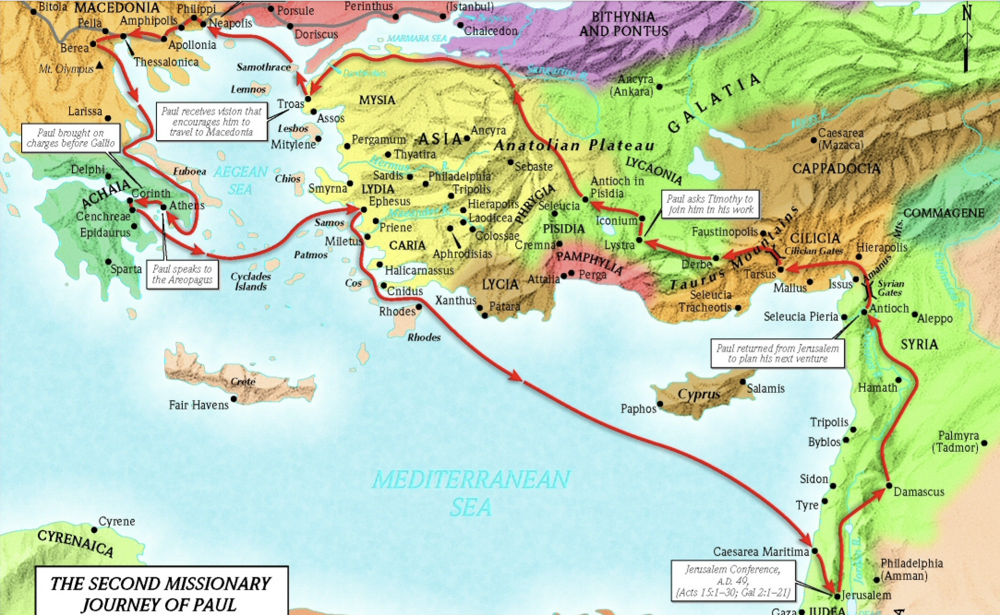 Bitola
MACEDONIA
Philippi
Porsule
Perinthus
(Istanbul)
Bosporus
BITHYNIA
AND PONTUS
N
Pella
Amphipolis
Neapolis
Doriscus
MARMARA SEA
Chalcedon
Berea
Apollonia
Thessalonica
Mt. Olympus
Samothrace
Dardanelles
Sangarius R.
Ancyra
(Ankara)
GALATIA
Lemnos
Troas
MYSIA
Assos
Larissa
Paul receives vision that
encourages him to
travel to Macedonia
Paul brought on
charges before Gallio
Lesbos
Mitylene
Pergamum
ASIA
Ancyra
Anatolian Plateau
Halys R.
Caesarea
(Mazaca)
Thyatira
Hermus R.
Sebaste
LYCAONIA
CAPPADOCIA
Delphi
Euboea
AEGEAN
SEA
Chios
Sardis
Philadelphia
Smyrna
LYDIA
Tripolis
Antioch in
Pisidia
ACHAIA
Corinth
Athens
Ephesus
Hierapolis
PHRYGIA
Seleucia
Paul asks Timothy to
join him in his work
Cenchreae
Maeander R.
Laodicea
Iconium
COMMAGENE
Epidaurus
Samos
Priene
Colossae
PISIDIA
Faustinopolis
Taurus Mountains
CILICIA
Cilician Gates
Miletus
CARIA
Aphrodisias
Cremna
Lystra
Hierapolis
Amanus Mts.
Patmos
PAMPHYLIA
Derbe
Euphrates R.
Sparta
Paul speaks to
the Areopagus
Cyclades
Islands
Halicarnassus
Attalia
Perga
Tarsus
Mallus
Issus
Syrian
Gates
Cos
Cnidus
LYCIA
Seleucia
Tracheotis
Xanthus
Patara
Rhodes
Seleucia Pieria
Antioch
Aleppo
Rhodes
Paul returned from Jerusalem
to plan his next venture
Orontes R.
SYRIA
Crete
Fair Havens
Cyprus
Salamis
Paphos
Hamath
Tripolis
Byblos
Palmyra
(Tadmor)
MEDITERRANEAN
SEA
Sidon
Damascus
Tyre
Cyrene
CYRENAICA
Caesarea Maritima
Jordan R.
Jerusalem Conference,
A.D. 49,
(Acts 15:1–30; Gal 2:1–21)
Philadelphia
(Amman)
Jerusalem
THE SECOND MISSIONARY
JOURNEY OF PAUL
Gaza
JUDEA
DEAD